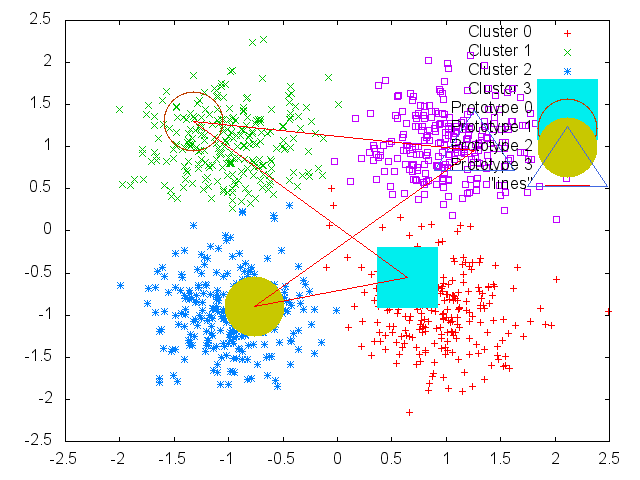 2.5
2
1.5
1
0.5
0
-0.5
-1
-1.5
-2
-2.5
-2.5
-2
-1.5
-1
-0.5
0
0.5
1
1.5
2
2.5
Cluster 0
Cluster 1
Cluster 2
Cluster 3
Prototype 0
Prototype 1
Prototype 2
Prototype 3
"lines"